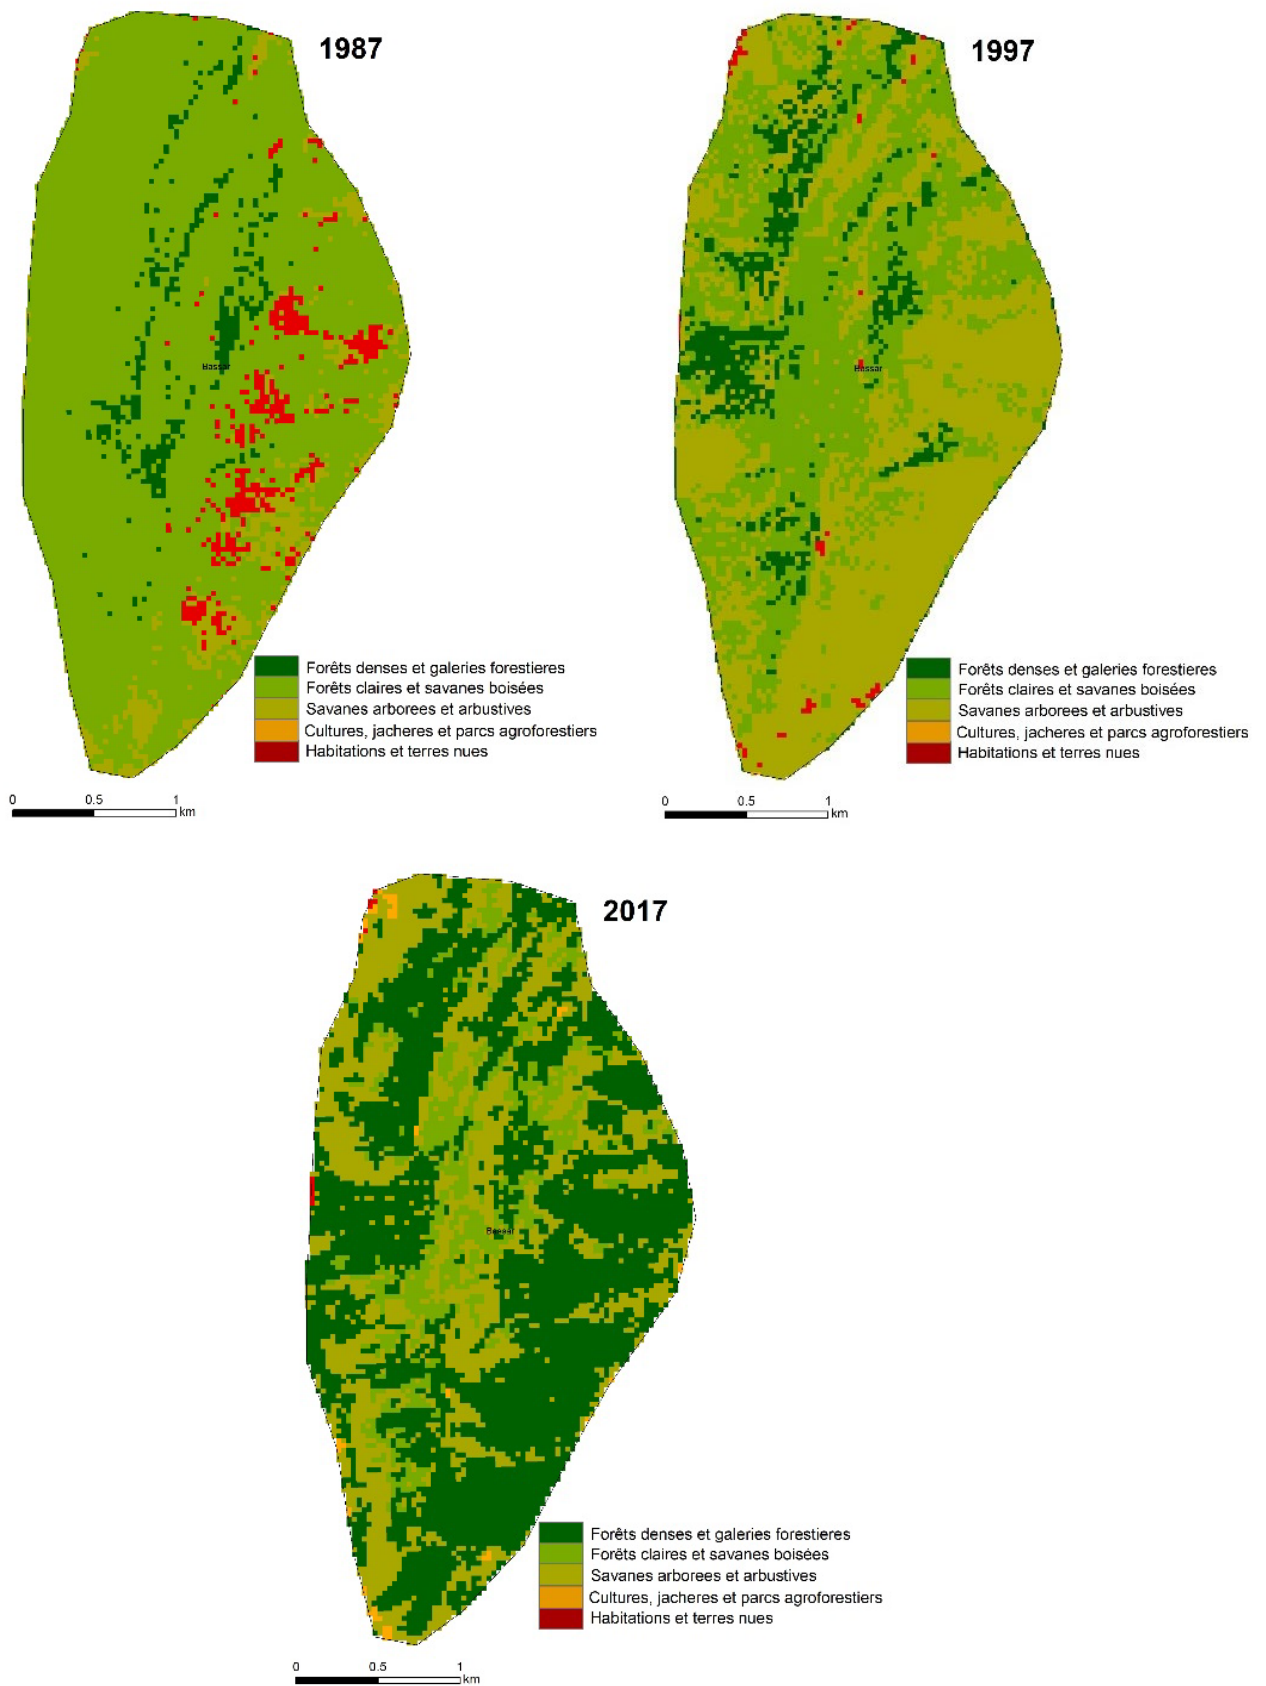 1987
Bassar
Forêts denses et galeries forestieres
Forêts claires et savanes boisées
Savanes arborees et arbustives
Cultures, jacheres et parcs agroforestiers
Habitations et terres nues
0 0.5 1
km
1997
Bassar
Forêts denses et galeries forestieres
Forêts claires et savanes boisées
Savanes arborees et arbustives
Cultures, jacheres et parcs agroforestiers
Habitations et terres nues
0 0.5 1
km
2017
Bassar
Forêts denses et galeries forestieres
Forêts claires et savanes boisées
Savanes arborees et arbustives
Cultures, jacheres et parcs agroforestiers
Habitations et terres nues
0 0.5 1
km